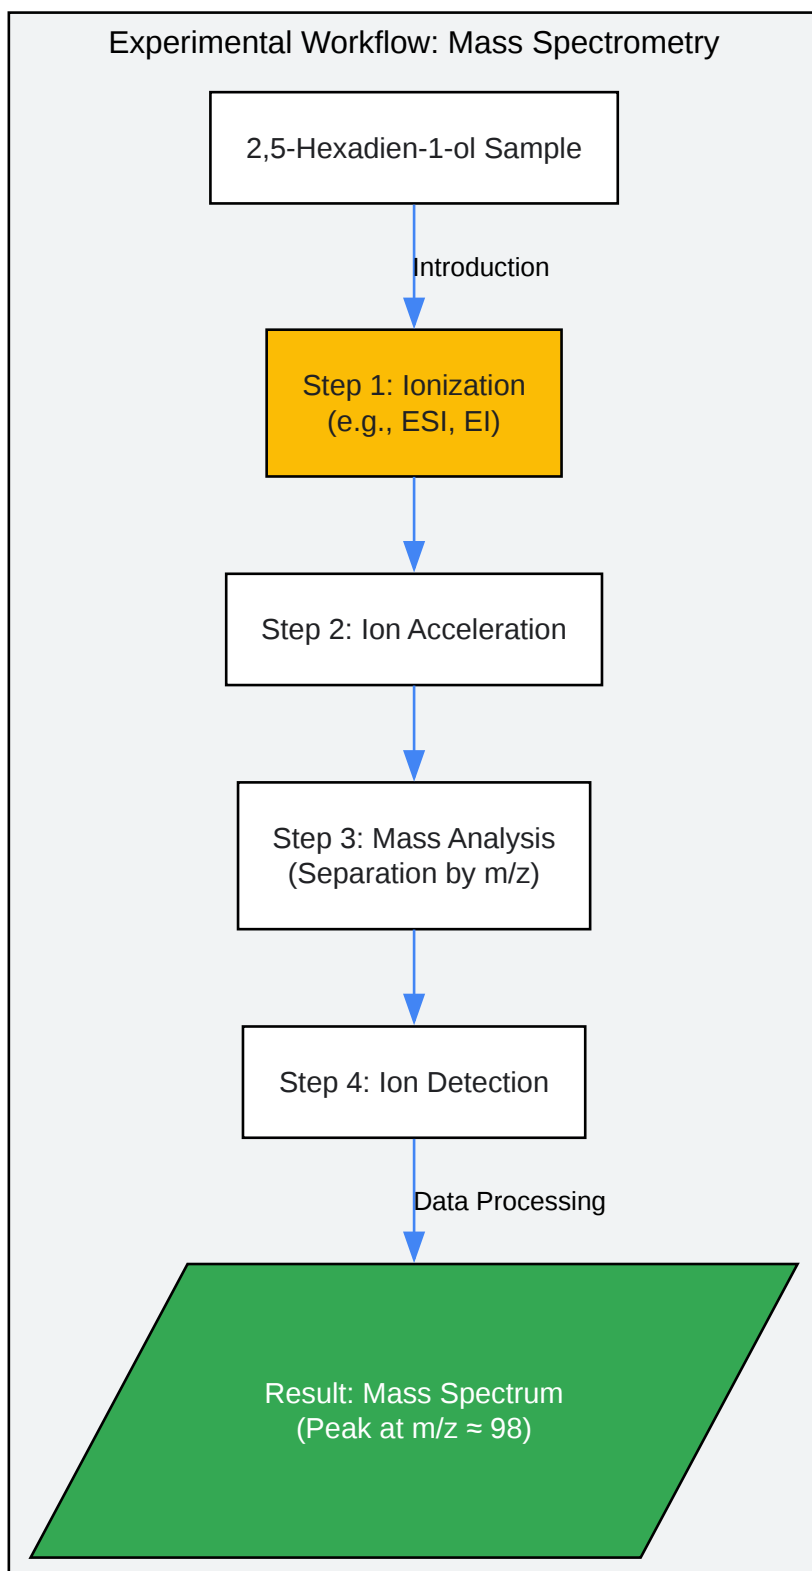 Experimental Workflow: Mass Spectrometry
2,5-Hexadien-1-ol Sample
Introduction
Step 1: Ionization
(e.g., ESI, EI)
Step 2: Ion Acceleration
Step 3: Mass Analysis
(Separation by m/z)
Step 4: Ion Detection
Data Processing
Result: Mass Spectrum
(Peak at m/z ≈ 98)